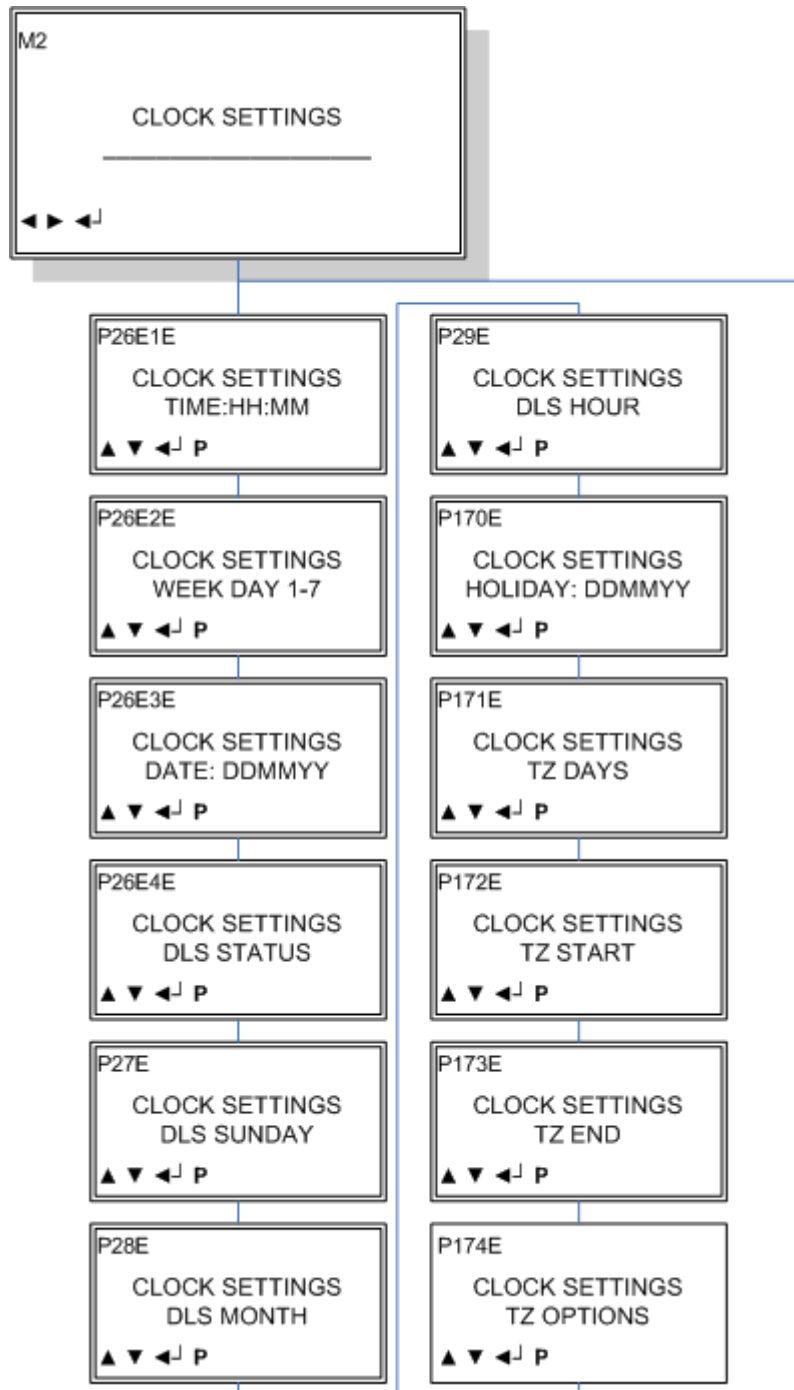 M2
CLOCK SETTINGS
◄ ► ◄┘
P26E1E
CLOCK SETTINGS
TIME:HH:MM
▲ ▼ ◄┘ P
P26E2E
CLOCK SETTINGS
WEEK DAY 1-7
▲ ▼ ◄┘ P
P26E3E
CLOCK SETTINGS
DATE: DDMMYY
▲ ▼ ◄┘ P
P26E4E
CLOCK SETTINGS
DLS STATUS
▲ ▼ ◄┘ P
P27E
CLOCK SETTINGS
DLS SUNDAY
▲ ▼ ◄┘ P
P28E
CLOCK SETTINGS
DLS MONTH
▲ ▼ ◄┘ P
P29E
CLOCK SETTINGS
DLS HOUR
▲ ▼ ◄┘ P
P170E
CLOCK SETTINGS
HOLIDAY: DDMMYY
▲ ▼ ◄┘ P
P171E
CLOCK SETTINGS
TZ DAYS
▲ ▼ ◄┘ P
P172E
CLOCK SETTINGS
TZ START
▲ ▼ ◄┘ P
P173E
CLOCK SETTINGS
TZ END
▲ ▼ ◄┘ P
P174E
CLOCK SETTINGS
TZ OPTIONS
▲ ▼ ◄┘ P